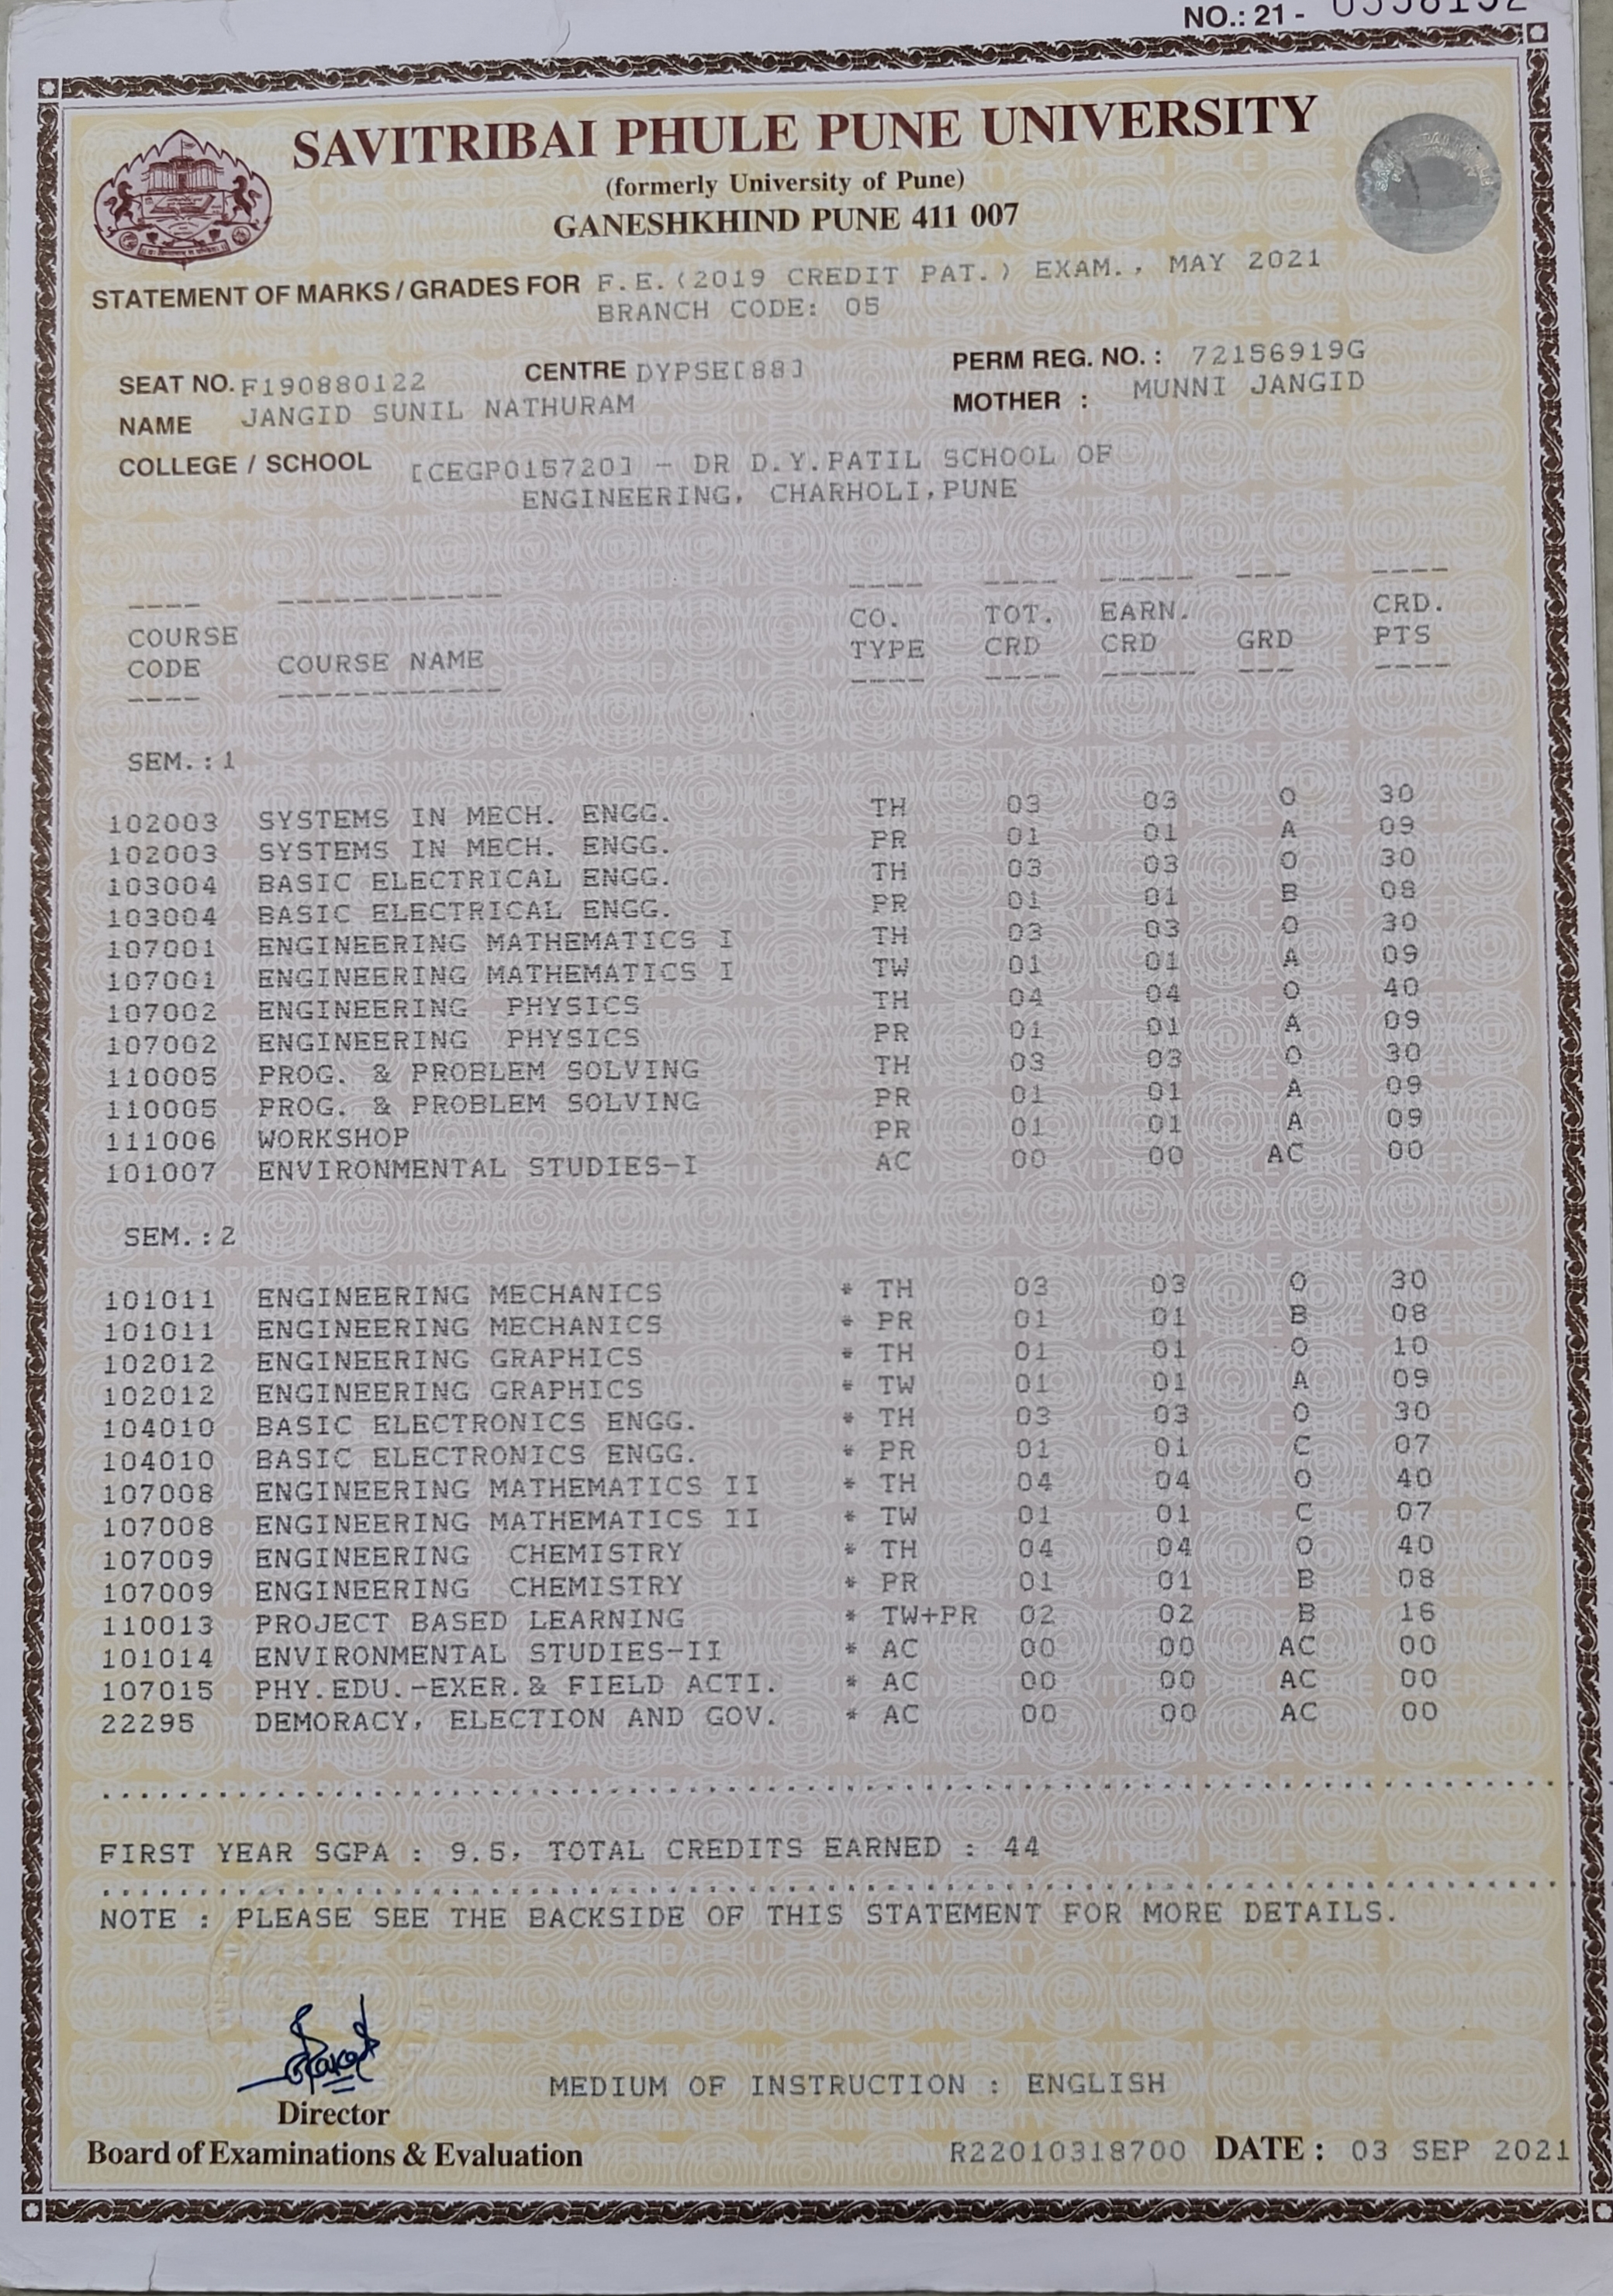 NO.: 21 -
SAVITRIBAI PHULE PUNE UNIVERSITY
(formerly University of Pune)
GANESHKHIND PUNE 411 007
STATEMENT OF MARKS / GRADES FOR F.E.(2019 CREDIT PAT.) EXAM., MAY 2021
BRANCH CODE: 05
SEAT NO. F190880122 CENTRE DYPSE[88] PERM REG. NO. : 72156919G
NAME JANGID SUNIL NATHURAM MOTHER : MUNNI JANGID
COLLEGE / SCHOOL [CEGP015720] - DR D.Y.PATIL SCHOOL OF
ENGINEERING, CHARHOLI,PUNE
COURSE CO. TOT. EARN. CRD.
CODE COURSE NAME TYPE CRD CRD GRD PTS
SEM.:1
102003 SYSTEMS IN MECH. ENGG. TH 03 03 O 30
102003 SYSTEMS IN MECH. ENGG. PR 01 01 A 09
103004 BASIC ELECTRICAL ENGG. TH 03 03 O 30
103004 BASIC ELECTRICAL ENGG. PR 01 01 B 08
107001 ENGINEERING MATHEMATICS I TH 03 03 O 30
107001 ENGINEERING MATHEMATICS I TW 01 01 A 09
107002 ENGINEERING PHYSICS TH 04 04 O 40
107002 ENGINEERING PHYSICS PR 01 01 A 09
110005 PROG. & PROBLEM SOLVING TH 03 03 O 30
110005 PROG. & PROBLEM SOLVING PR 01 01 A 09
111006 WORKSHOP PR 01 01 A 09
101007 ENVIRONMENTAL STUDIES-I AC 00 00 AC 00
SEM.:2
101011 ENGINEERING MECHANICS * TH 03 03 O 30
101011 ENGINEERING MECHANICS * PR 01 01 B 08
102012 ENGINEERING GRAPHICS * TH 01 01 O 10
102012 ENGINEERING GRAPHICS * TW 01 01 A 09
104010 BASIC ELECTRONICS ENGG. * TH 03 03 O 30
104010 BASIC ELECTRONICS ENGG. * PR 01 01 C 07
107008 ENGINEERING MATHEMATICS II * TH 04 04 O 40
107008 ENGINEERING MATHEMATICS II * TW 01 01 C 07
107009 ENGINEERING CHEMISTRY * TH 04 04 O 40
107009 ENGINEERING CHEMISTRY * PR 01 01 B 08
110013 PROJECT BASED LEARNING * TW+PR 02 02 B 16
101014 ENVIRONMENTAL STUDIES-II * AC 00 00 AC 00
107015 PHY.EDU.-EXER.& FIELD ACTI. * AC 00 00 AC 00
22295 DEMORACY, ELECTION AND GOV. * AC 00 00 AC 00
FIRST YEAR SGPA : 9.5, TOTAL CREDITS EARNED : 44
NOTE : PLEASE SEE THE BACKSIDE OF THIS STATEMENT FOR MORE DETAILS.
MEDIUM OF INSTRUCTION : ENGLISH
Director
Board of Examinations & Evaluation R22010318700 DATE : 03 SEP 2021